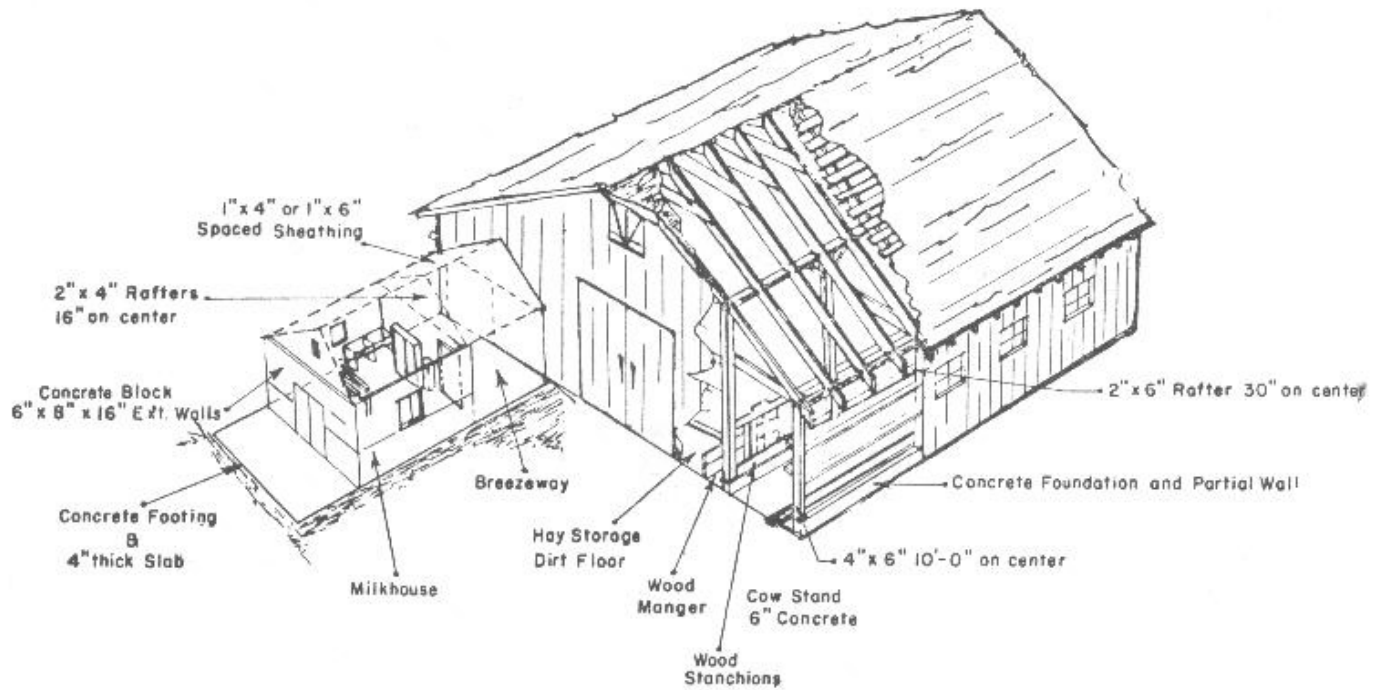 1"x 4" or 1"x 6"
Spaced Sheathing
2"x 4" Rafters
16" on center
Concrete Block
6"x 8"x 16" Ext. Walls
Concrete Footing
&
4" thick Slab
Milkhouse
Breezeway
Hay Storage
Dirt Floor
Wood
Manger
Cow Stand
6" Concrete
Wood
Stanchions
4"x 6" 10'-0" on center
Concrete Foundation and Partial Wall
2"x 6" Rafter 30" on center